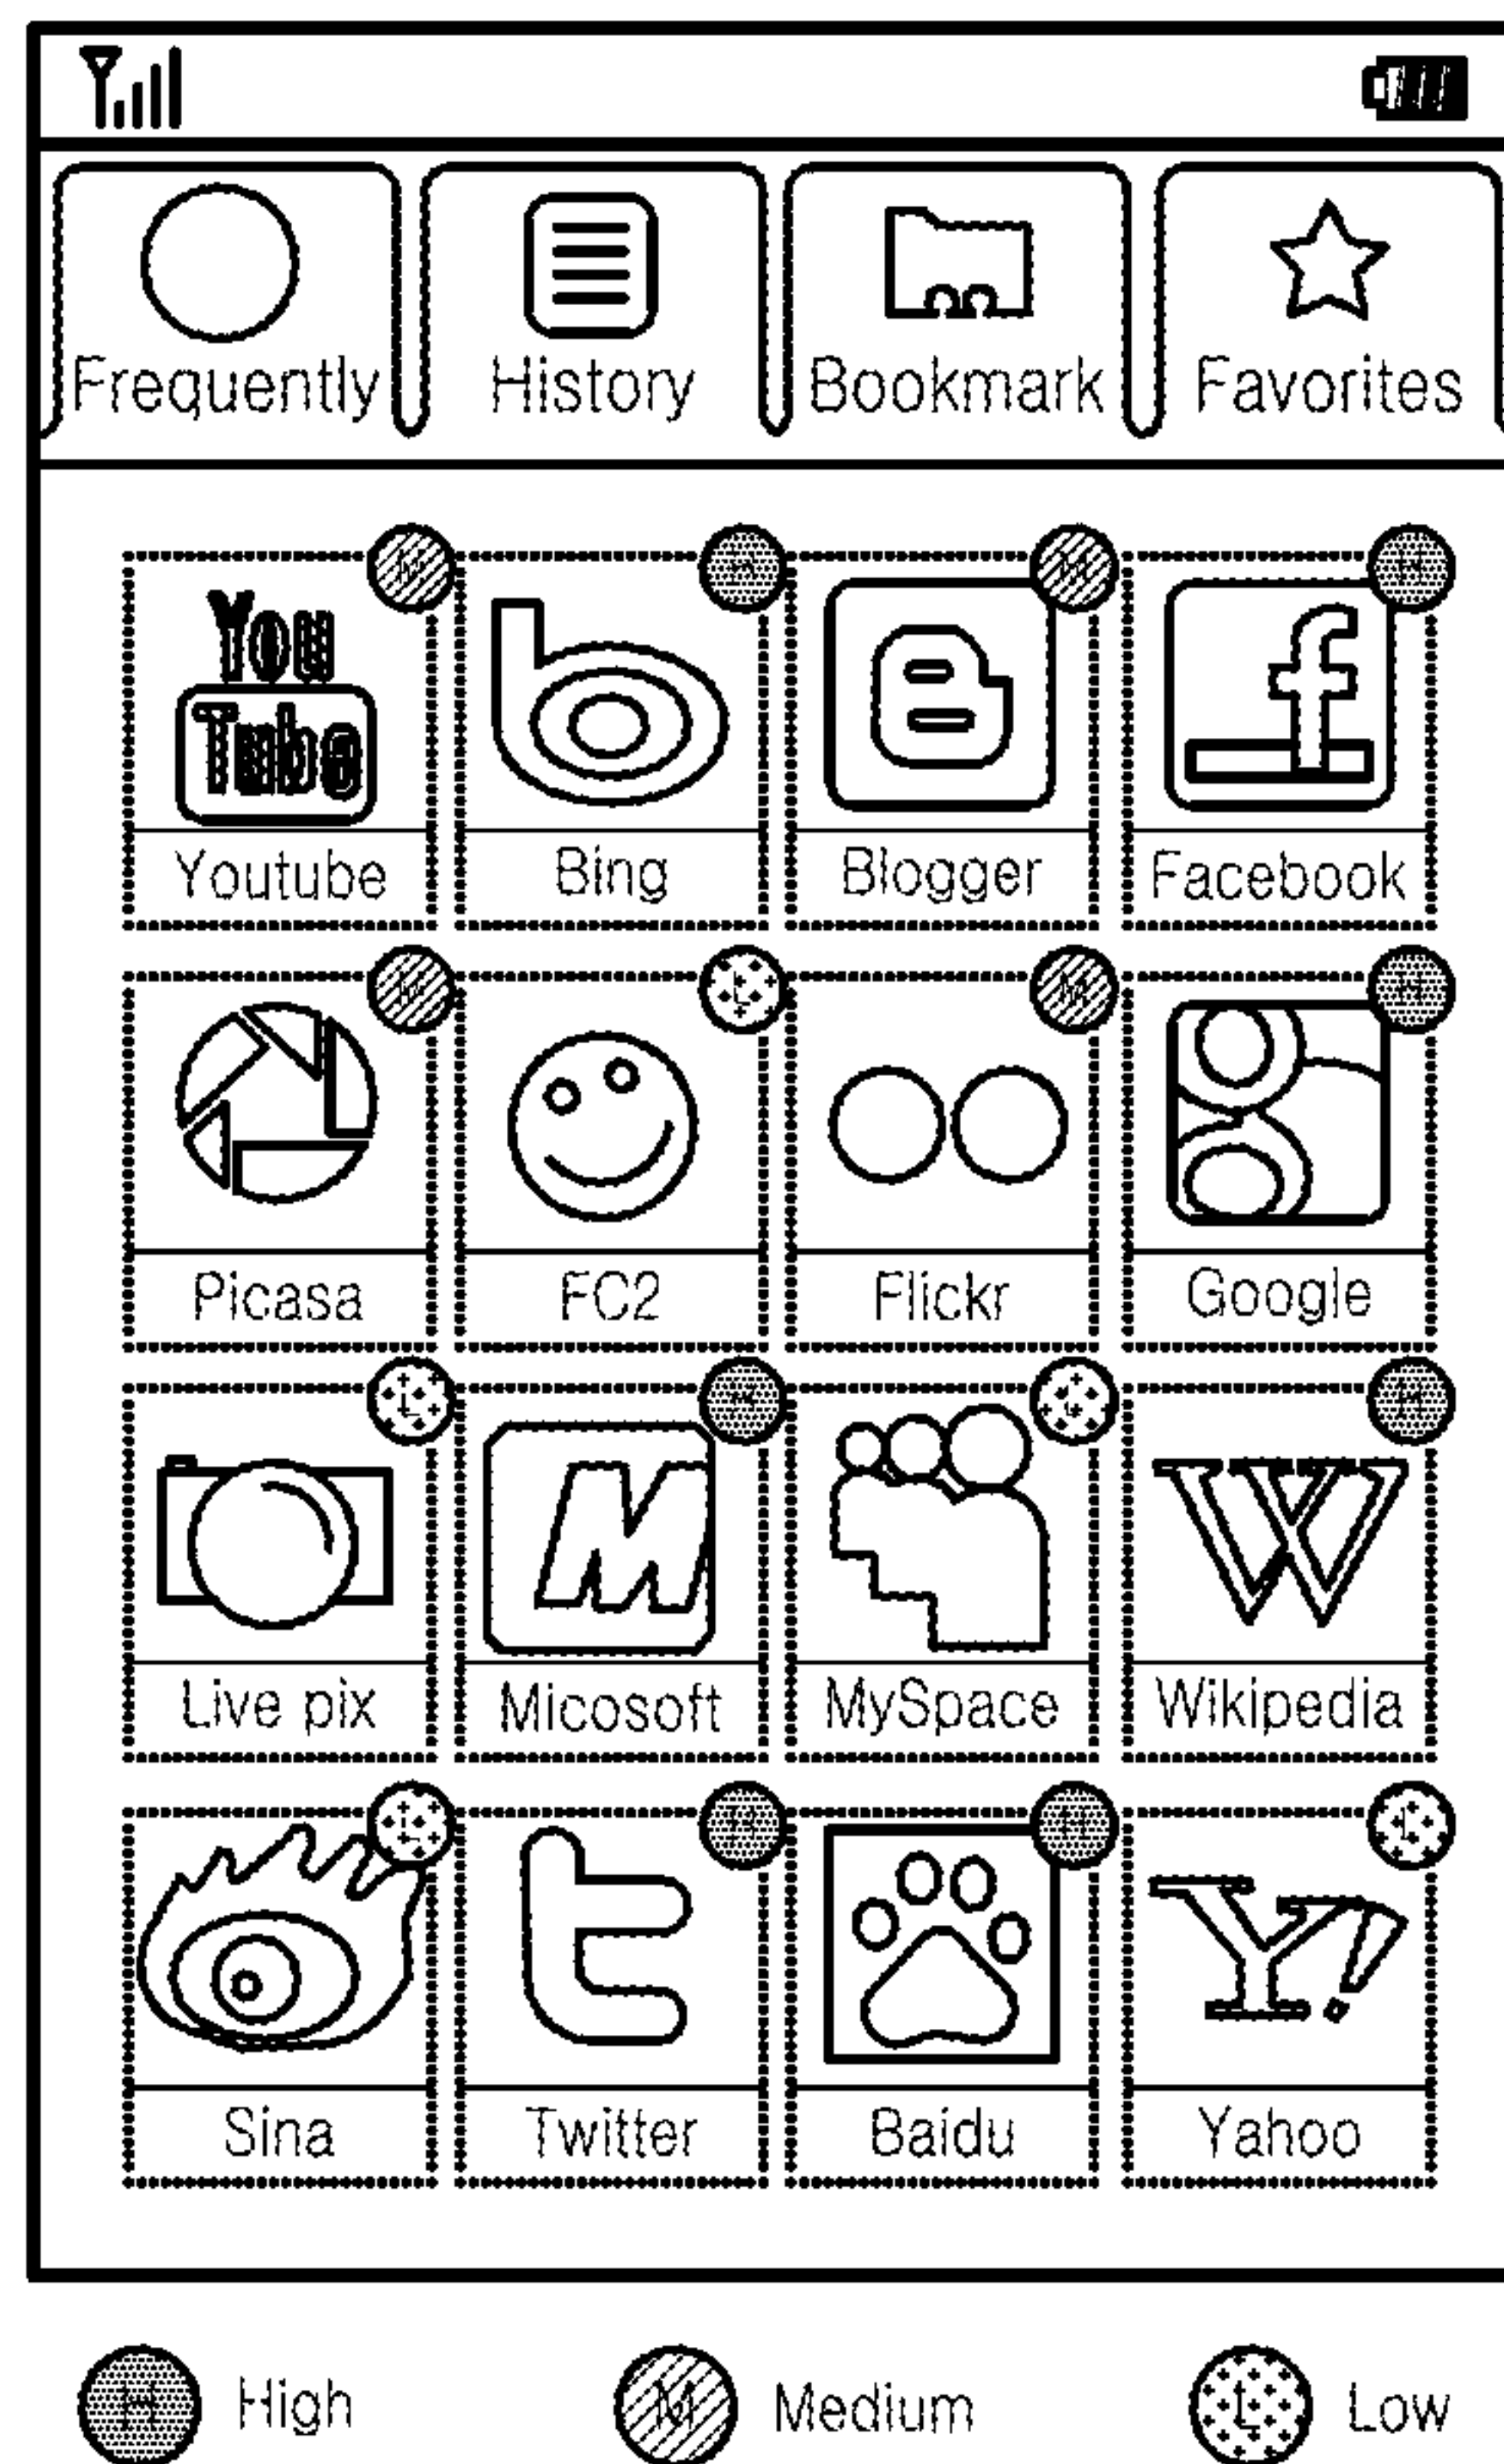 Frequently History Bookmark Favorites
M H M H
You
Tube
Youtube Bing Blogger Facebook
M L M H
Picasa FC2 Flickr Google
L H L H
M W
Live pix Micosoft MySpace Wikipedia
L H H L
Y!
Sina Twitter Baidu Yahoo
H High M Medium L Low